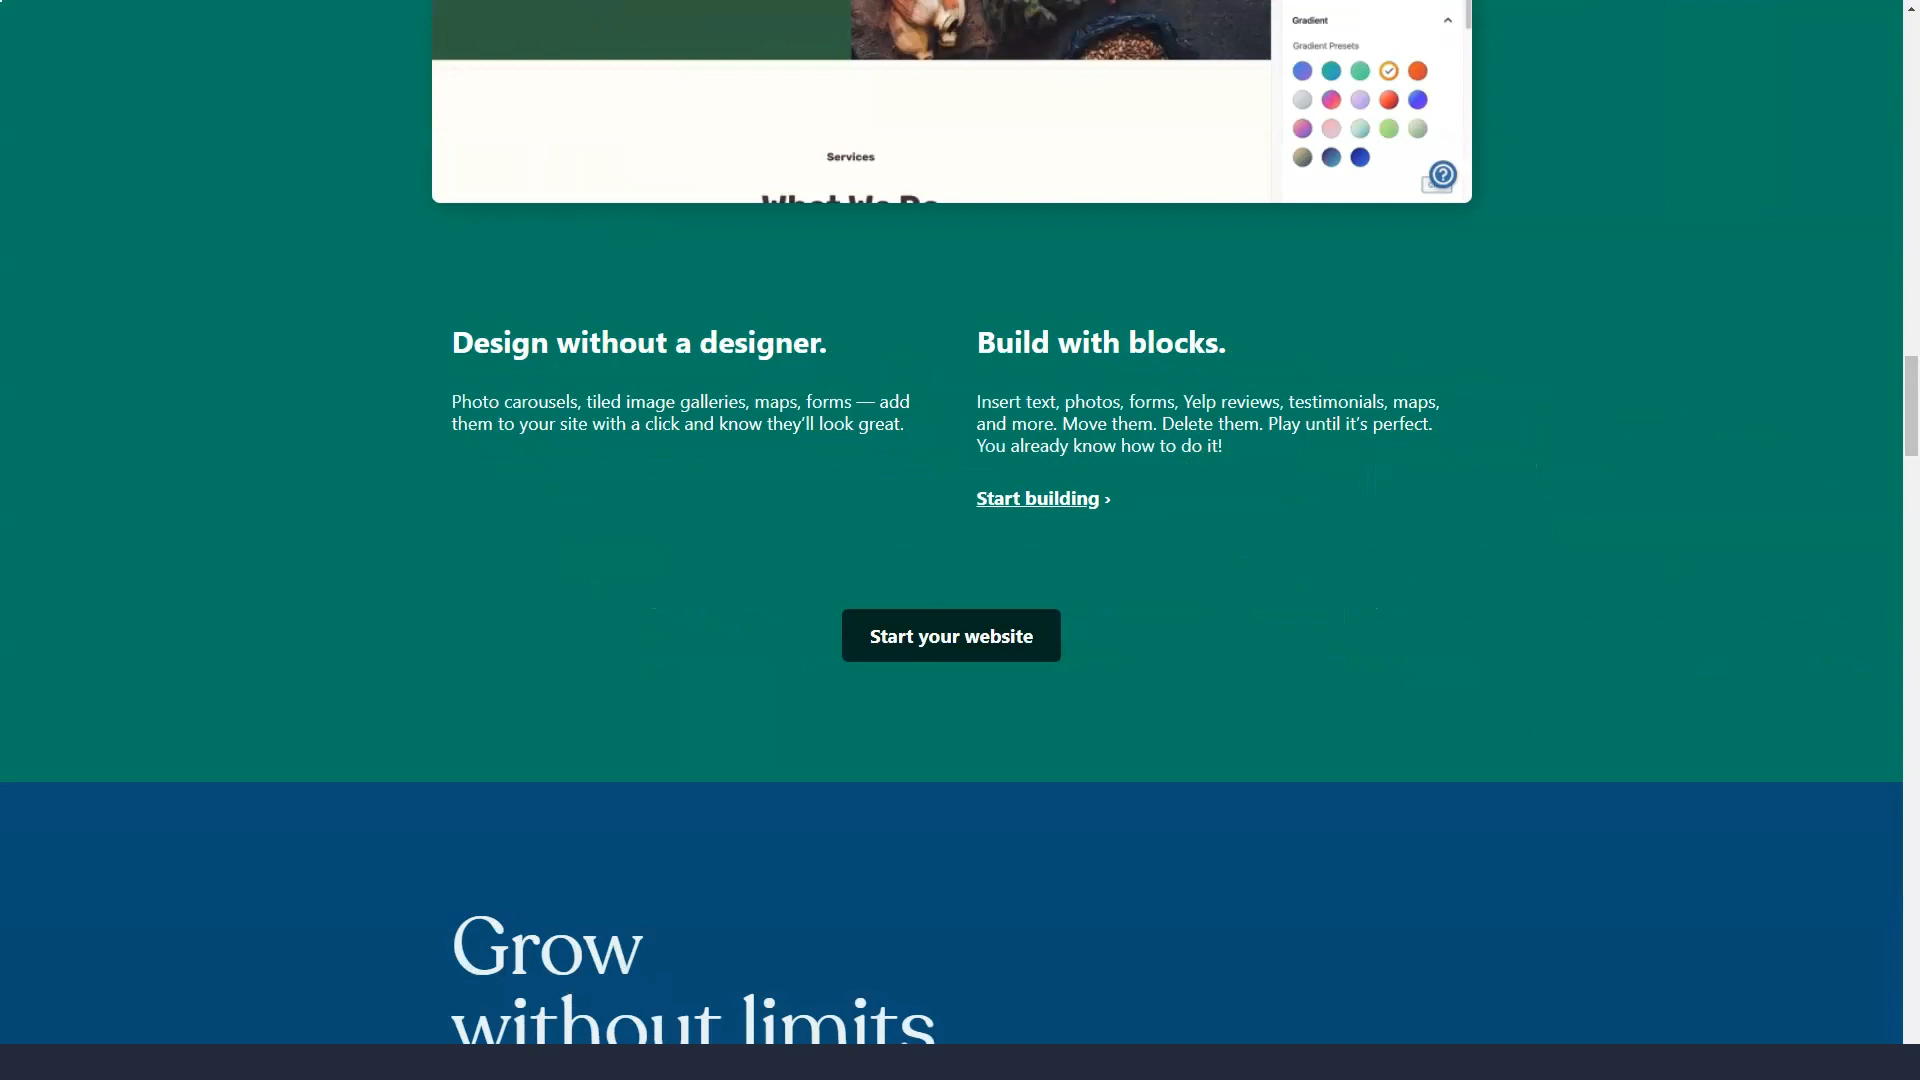 Gradient
Gradient Presets
Services
What We Do
Design without a designer.
Photo carousels, tiled image galleries, maps, forms — add
them to your site with a click and know they’ll look great.
Build with blocks.
Insert text, photos, forms, Yelp reviews, testimonials, maps,
and more. Move them. Delete them. Play until it’s perfect.
You already know how to do it!
Start building ›
Start your website
Grow
without limits